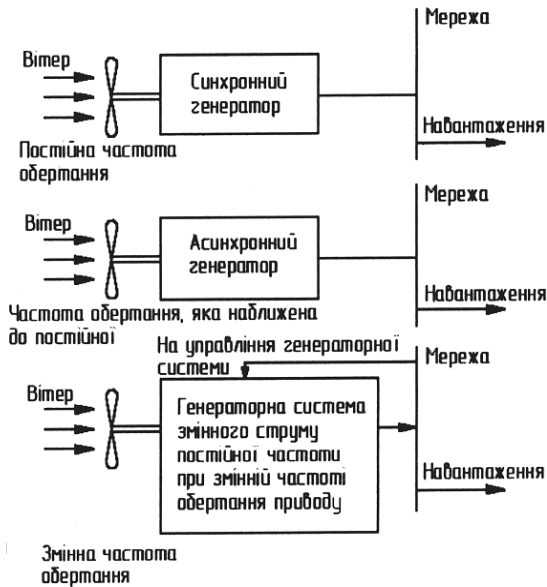 Мережа
Вітер
Синхронний
генератор
Навантаження
Постійна частота
обертання
Мережа
Вітер
Асинхронний
генератор
Навантаження
Частота обертання, яка наближена
до постійної
На управління генераторної
системи
Мережа
Вітер
Генераторна система
змінного струму
постійної частоти
при змінній частоті
обертання приводу
Навантаження
Змінна частота
обертання